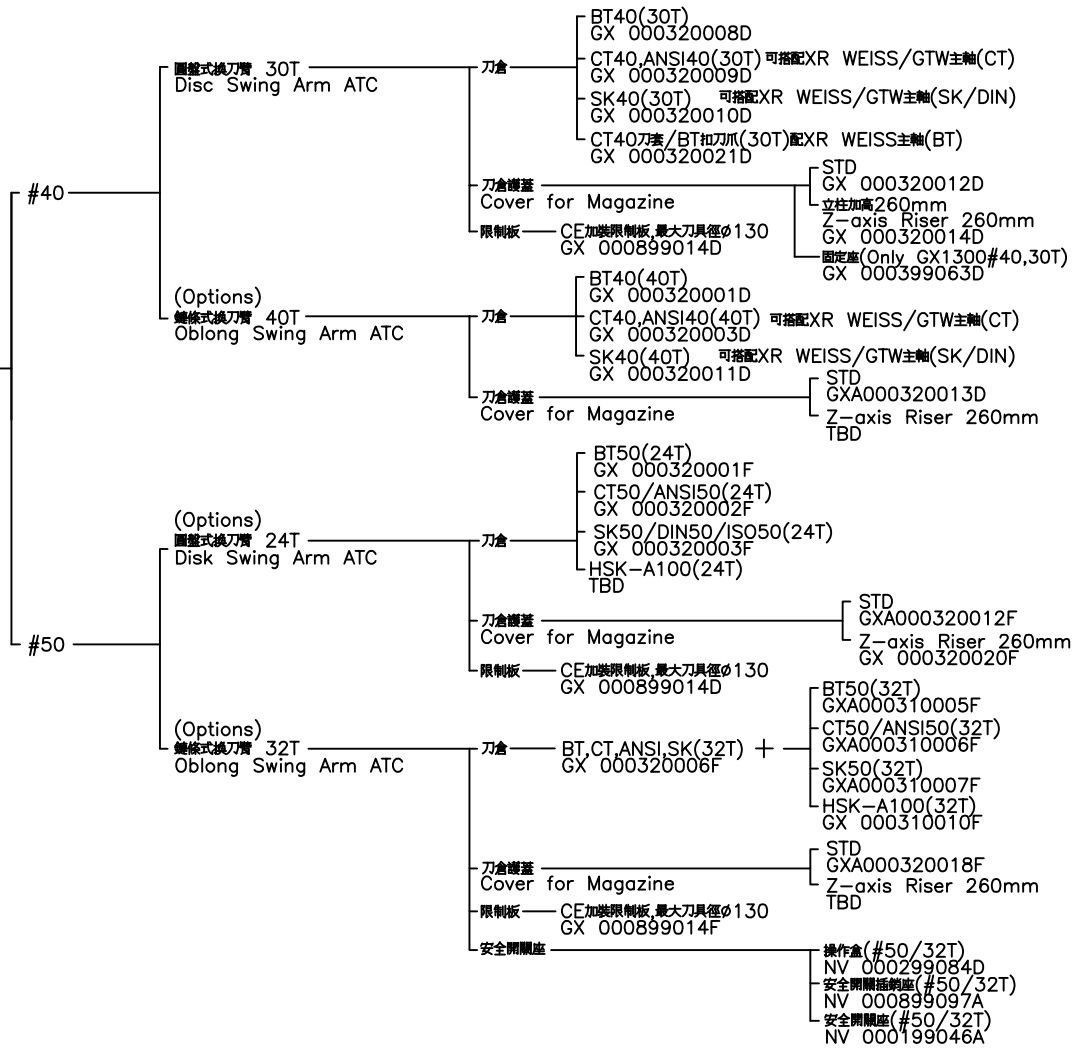 #40
圓盤式換刀臂 30T
Disc Swing Arm ATC
刀倉
BT40(30T)
GX 000320008D
CT40,ANSI40(30T) 可搭配XR WEISS/GTW主軸(CT)
GX 000320009D
SK40(30T) 可搭配XR WEISS/GTW主軸(SK/DIN)
GX 000320010D
CT40刀套/BT扣刀爪(30T)配XR WEISS主軸(BT)
GX 000320021D
刀倉護蓋
Cover for Magazine
STD
GX 000320012D
立柱加高260mm
Z-axis Riser 260mm
GX 000320014D
固定座(Only GX1300#40,30T)
GX 000399063D
限制板
CE加裝限制板,最大刀具徑Ø130
GX 000899014D
(Options)
鏈條式換刀臂 40T
Oblong Swing Arm ATC
刀倉
BT40(40T)
GX 000320001D
CT40,ANSI40(40T) 可搭配XR WEISS/GTW主軸(CT)
GX 000320003D
SK40(40T) 可搭配XR WEISS/GTW主軸(SK/DIN)
GX 000320011D
刀倉護蓋
Cover for Magazine
STD
GXA000320013D
Z-axis Riser 260mm
TBD
#50
(Options)
圓盤式換刀臂 24T
Disk Swing Arm ATC
刀倉
BT50(24T)
GX 000320001F
CT50/ANSI50(24T)
GX 000320002F
SK50/DIN50/ISO50(24T)
GX 000320003F
HSK-A100(24T)
TBD
刀倉護蓋
Cover for Magazine
STD
GXA000320012F
Z-axis Riser 260mm
GX 000320020F
限制板
CE加裝限制板,最大刀具徑Ø130
GX 000899014D
(Options)
鏈條式換刀臂 32T
Oblong Swing Arm ATC
刀倉
BT,CT,ANSI,SK(32T) +
GX 000320006F
BT50(32T)
GXA000310005F
CT50/ANSI50(32T)
GXA000310006F
SK50(32T)
GXA000310007F
HSK-A100(32T)
GX 000310010F
刀倉護蓋
Cover for Magazine
STD
GXA000320018F
Z-axis Riser 260mm
TBD
限制板
CE加裝限制板,最大刀具徑Ø130
GX 000899014F
安全開關座
操作盒(#50/32T)
NV 000299084D
安全開關插銷座(#50/32T)
NV 000899097A
安全開關座(#50/32T)
NV 000199046A